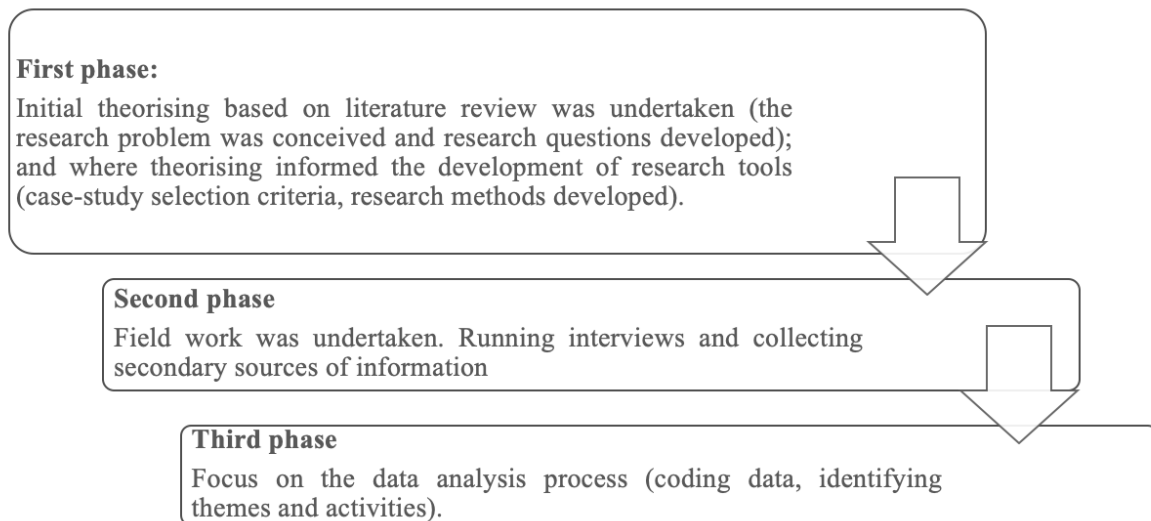 First phase:
Initial theorising based on literature review was undertaken (the
research problem was conceived and research questions developed);
and where theorising informed the development of research tools
(case-study selection criteria, research methods developed).
Second phase
Field work was undertaken. Running interviews and collecting
secondary sources of information
Third phase
Focus on the data analysis process (coding data, identifying
themes and activities).